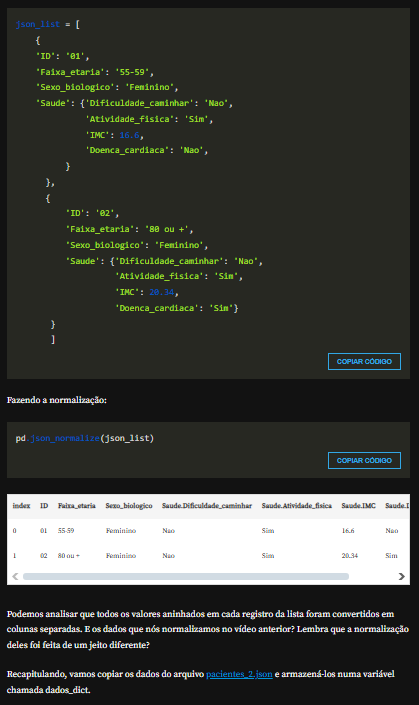 json_list = [
{
'ID': '01',
'Faixa_etaria': '55-59',
'Sexo_biologico': 'Feminino',
'Saude': {'Dificuldade_caminhar': 'Nao',
'Atividade_fisica': 'Sim',
'IMC': 16.6,
'Doenca_cardiaca': 'Nao',
}
},
{
'ID': '02',
'Faixa_etaria': '80 ou +',
'Sexo_biologico': 'Feminino',
'Saude': {'Dificuldade_caminhar': 'Nao',
'Atividade_fisica': 'Sim',
'IMC': 20.34,
'Doenca_cardiaca': 'Sim'}
}
]
COPIAR CÓDIGO
Fazendo a normalização:
pd.json_normalize(json_list)
COPIAR CÓDIGO
index ID Faixa_etaria Sexo_biologico Saude.Dificuldade_caminhar Saude.Atividade_fisica Saude.IMC Saude.I
0 01 55-59 Feminino Nao Sim 16.6 Nao
1 02 80 ou + Feminino Nao Sim 20.34 Sim
Podemos analisar que todos os valores aninhados em cada registro da lista foram convertidos em
colunas separadas. E os dados que nós normalizamos no vídeo anterior? Lembra que a normalização
deles foi feita de um jeito diferente?
Recapitulando, vamos copiar os dados do arquivo pacientes_2.json e armazená-los numa variável
chamada dados_dict.